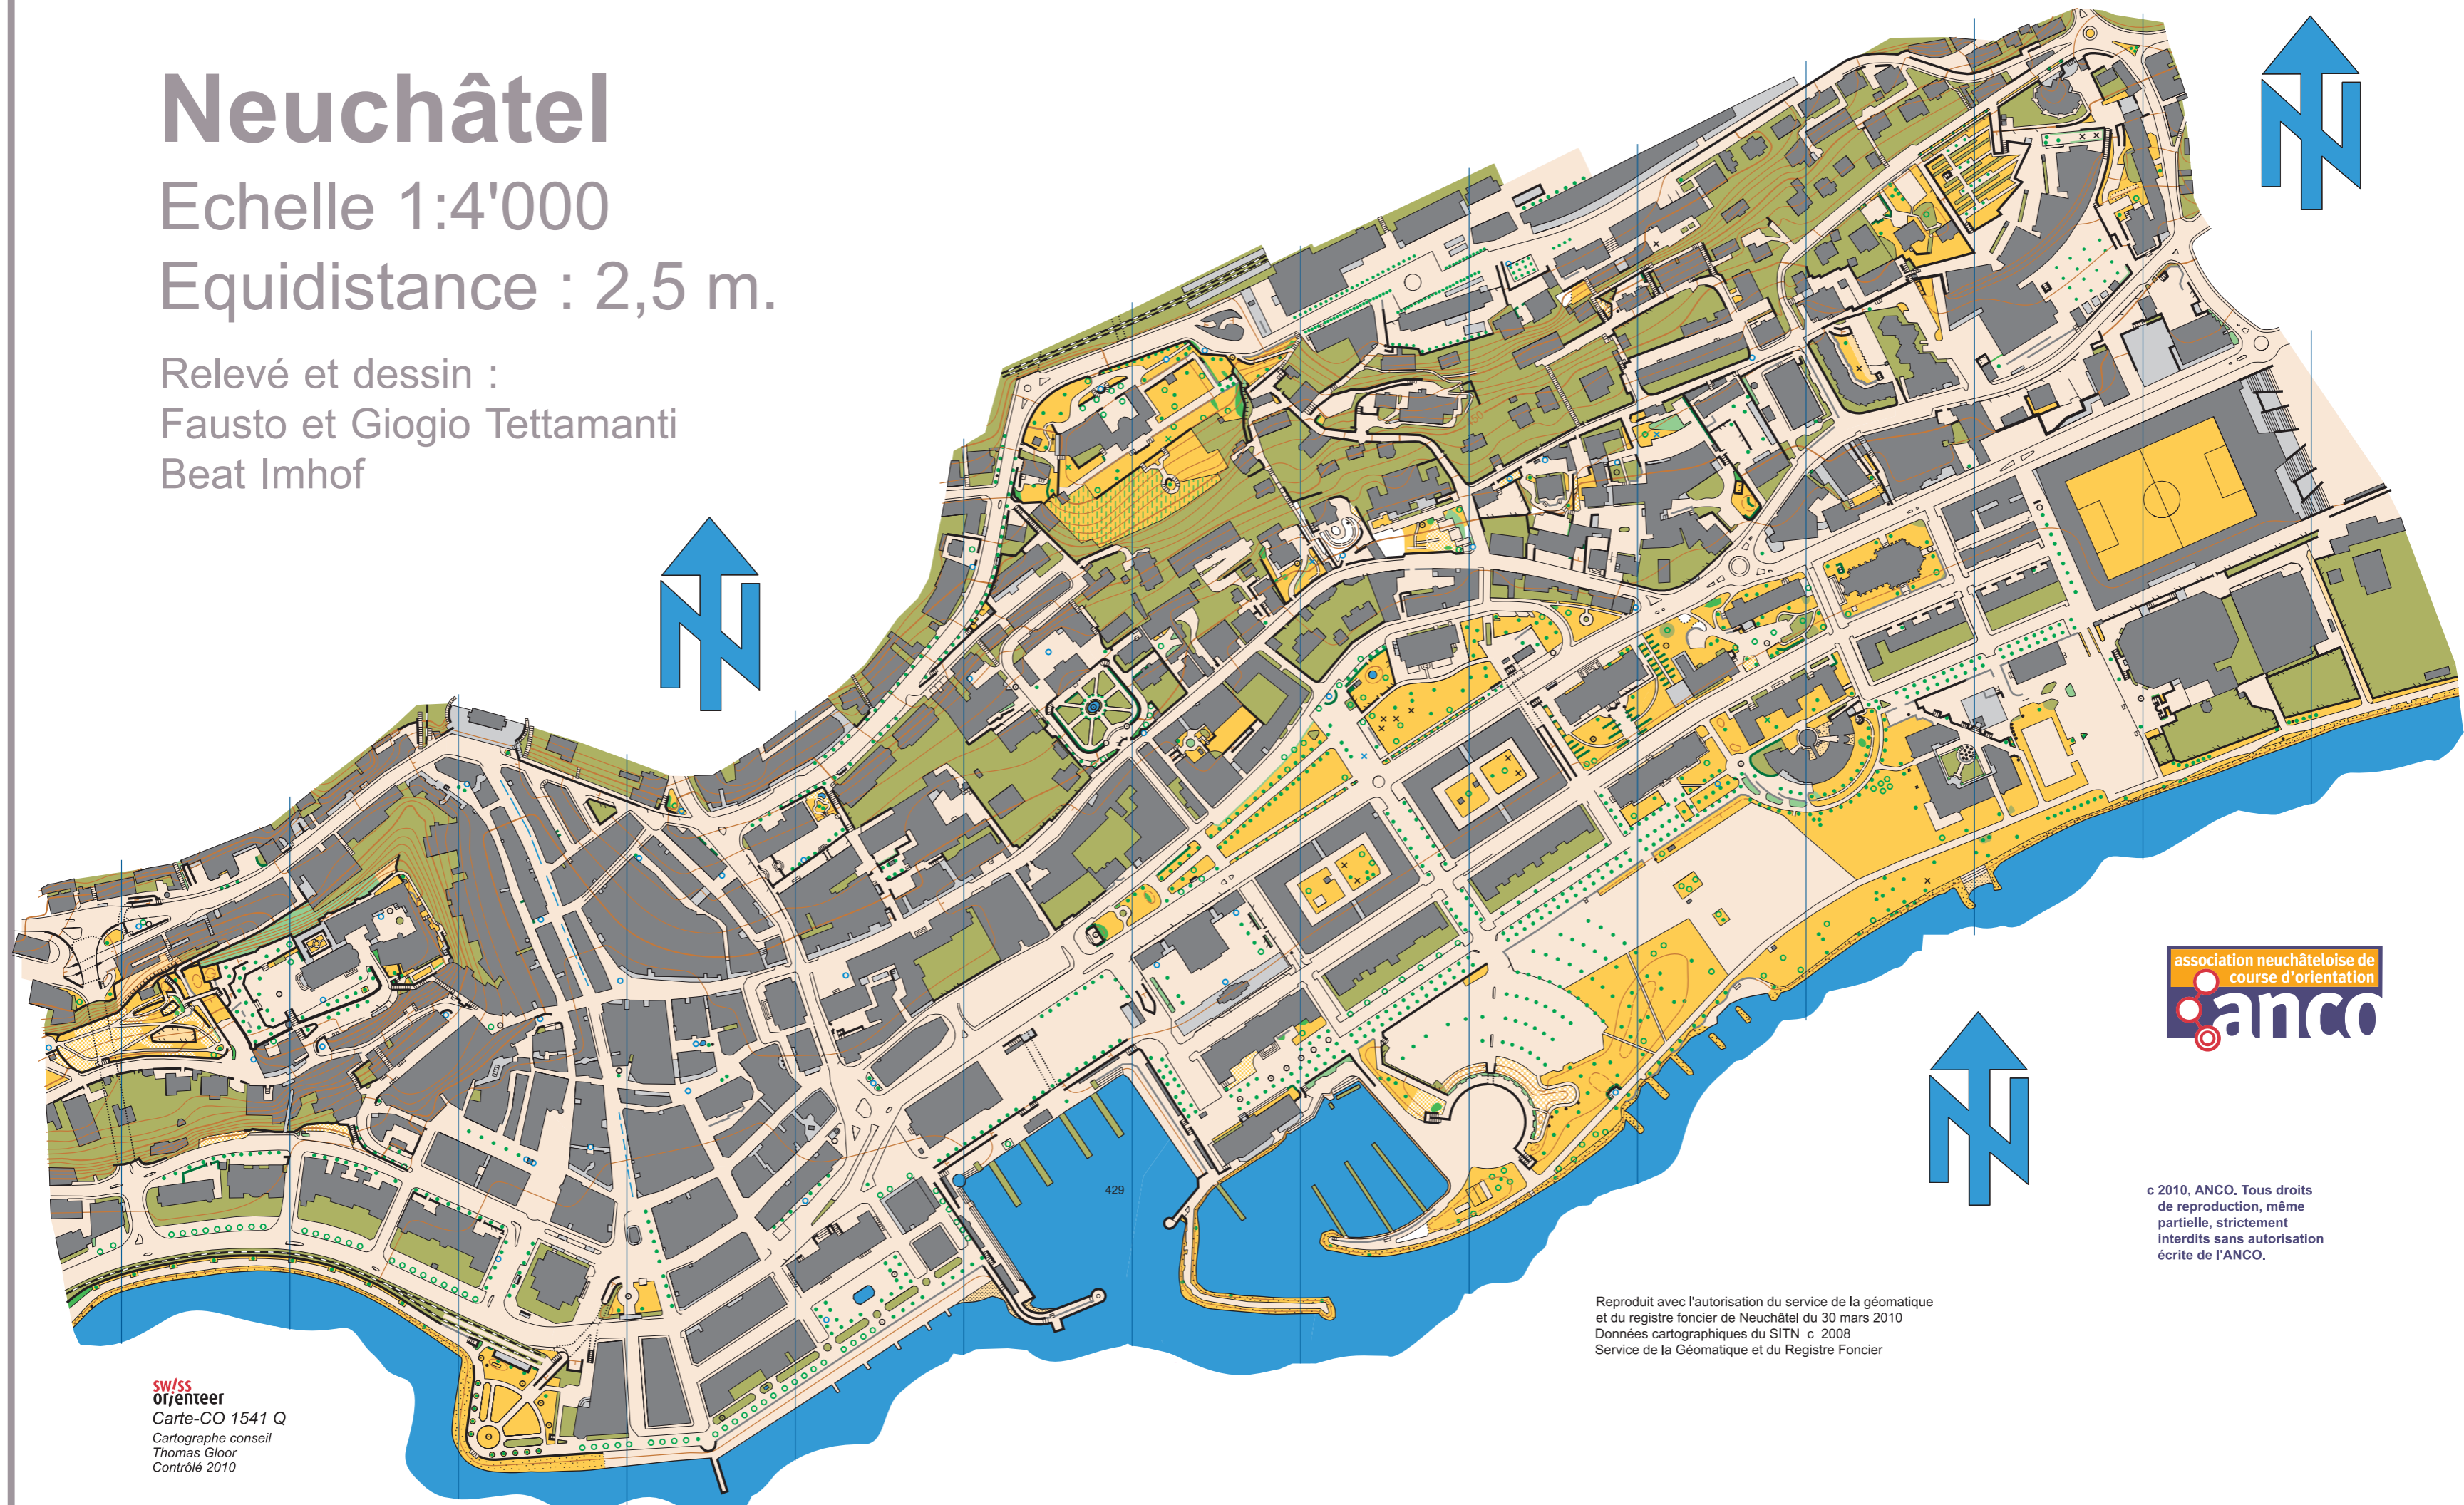 Neuchâtel
Echelle 1:4'000
Equidistance : 2,5 m.
Relevé et dessin :
Fausto et Giogio Tettamanti
Beat Imhof
429
association neuchâteloise de
course d'orientation
anco
c 2010, ANCO. Tous droits
de reproduction, même
partielle, strictement
interdits sans autorisation
écrite de l'ANCO.
Reproduit avec l'autorisation du service de la géomatique
et du registre foncier de Neuchâtel du 30 mars 2010
Données cartographiques du SITN c 2008
Service de la Géomatique et du Registre Foncier
swiss
orienteer
Carte-CO 1541 Q
Cartographe conseil
Thomas Gloor
Contrôlé 2010